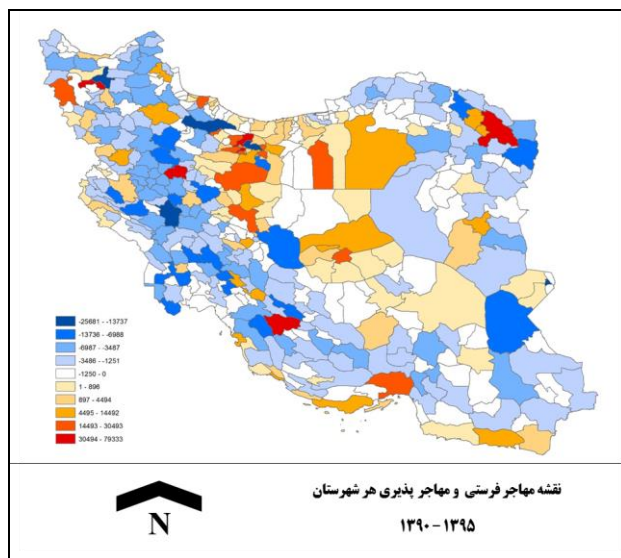 -25681 - -13737
-13736 - -6988
-6987 - -3487
-3486 - -1251
-1250 - 0
1 - 896
897 - 4494
4495 - 14492
14493 - 30493
30494 - 79333
N
نقشه مهاجر فرستی و مهاجر پذیری هر شهرستان
۱۳۹۰-۱۳۹۵